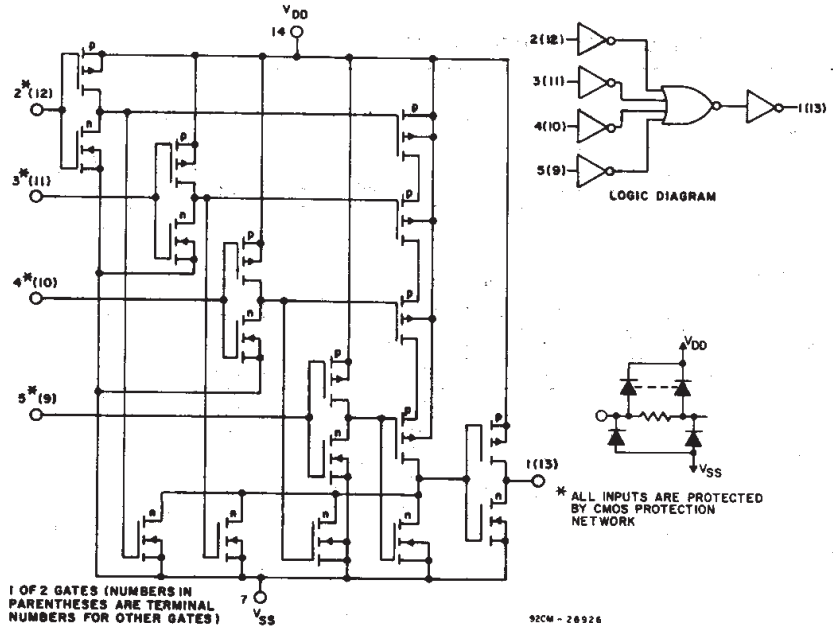 VDD
14
p
2*(12)
n
p
3*(11)
n
p
4*(10)
n
p
5*(9)
n
p
p
p
p
p
1(13)
n
n
n
n
n
7
VSS
1 OF 2 GATES (NUMBERS IN
PARENTHESES ARE TERMINAL
NUMBERS FOR OTHER GATES)
2(12)
3(11)
4(10)
5(9)
1(13)
LOGIC DIAGRAM
VDD
VSS
* ALL INPUTS ARE PROTECTED
BY CMOS PROTECTION
NETWORK
92CM-28926